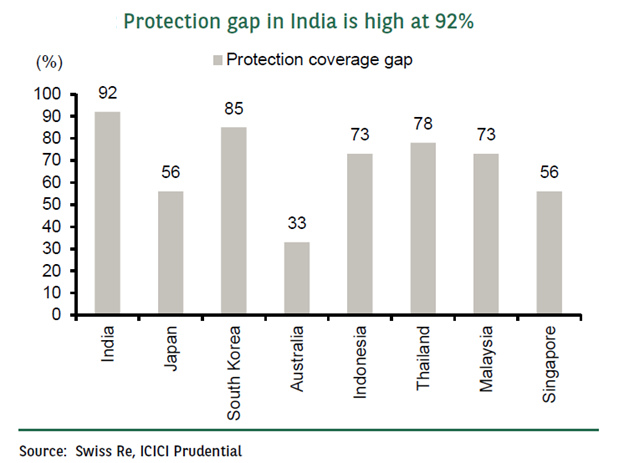 Protection gap in India is high at 92%
(%)
Protection coverage gap
100
90
80
70
60
50
40
30
20
10
0
92
56
85
33
73
78
73
56
India
Japan
South Korea
Australia
Indonesia
Thailand
Malaysia
Singapore
Source: Swiss Re, ICICI Prudential